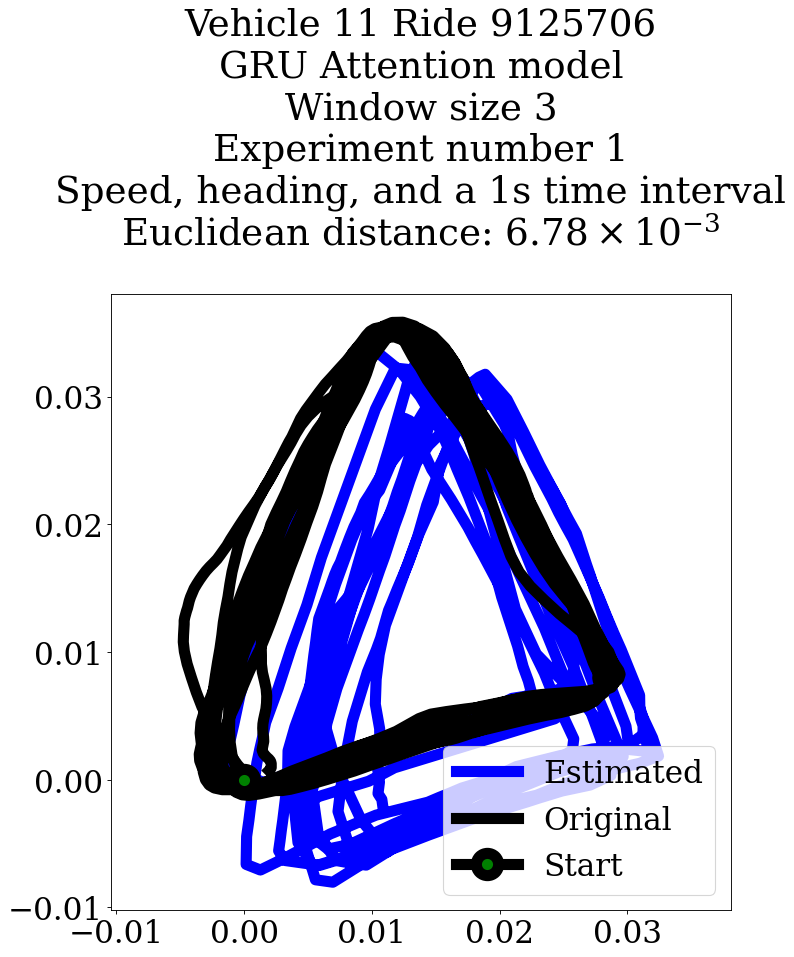 Vehicle 11 Ride 9125706
GRU Attention model
Window size 3
Experiment number 1
Speed, heading, and a 1s time interval
Euclidean distance: 6.78 × 10⁻³
0.03
0.02
0.01
0.00
−0.01
−0.01 0.00 0.01 0.02 0.03
Estimated
Original
Start